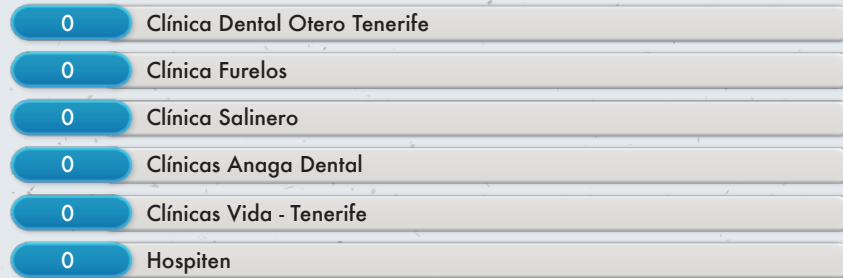 0 Clínica Dental Otero Tenerife
0 Clínica Furelos
0 Clínica Salinero
0 Clínicas Anaga Dental
0 Clínicas Vida - Tenerife
0 Hospiten